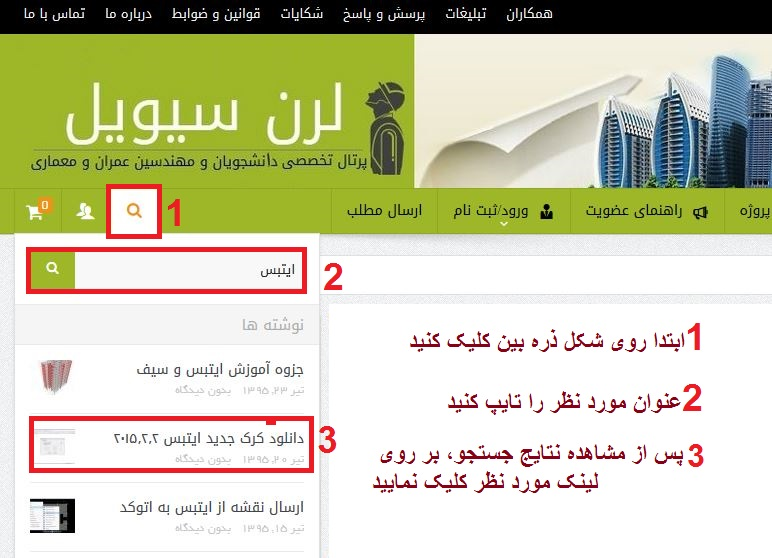 همکاران تبلیغات پرسش و پاسخ شکایات قوانین و ضوابط درباره ما تماس با ما
لرن سیویل
پرتال تخصصی دانشجویان و مهندسین عمران و معماری
پروژه راهنمای عضویت ورود/ثبت نام ارسال مطلب 1 0
ایتبس 2
نوشته ها
جزوه آموزش ایتبس و سیف
تیر ۲۳, ۱۳۹۵ بدون دیدگاه
دانلود کرک جدید ایتبس ۲۰۱۵,۲,۲ 3
تیر ۲۰, ۱۳۹۵ بدون دیدگاه
ارسال نقشه از ایتبس به اتوکد
تیر ۱۵, ۱۳۹۵ بدون دیدگاه
1ابتدا روی شکل ذره بین کلیک کنید
2عنوان مورد نظر را تایپ کنید
3پس از مشاهده نتایج جستجو، بر روی
لینک مورد نظر کلیک نمایید